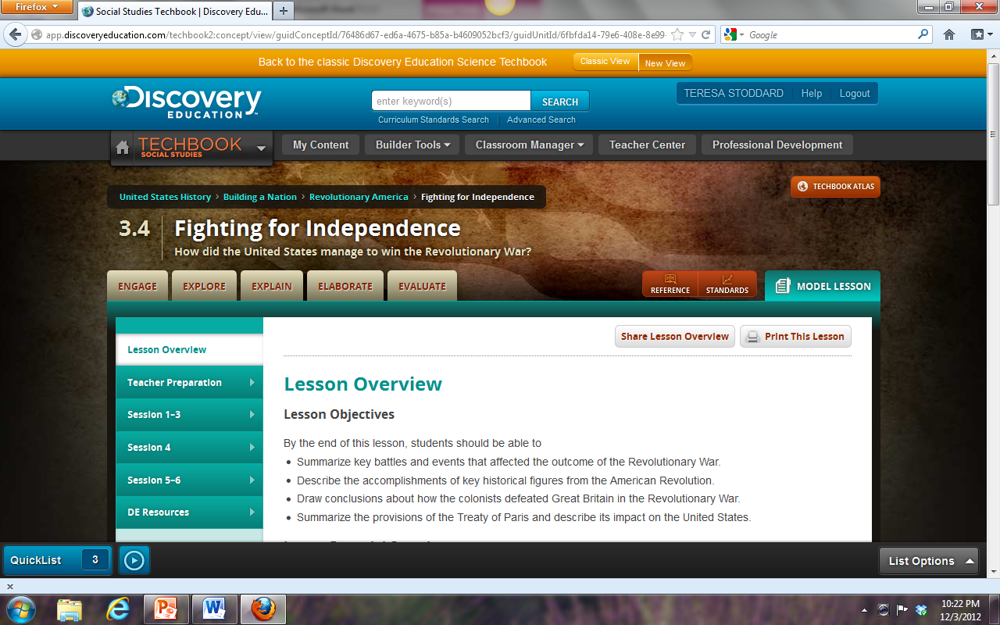 Firefox
Social Studies Techbook | Discovery Edu...
app.discoveryeducation.com/techbook2:concept/view/guidConceptId/76486d67-ed6a-4675-b85a-b4609052bcf3/guidUnitId/6fbfda14-79e6-408e-8e99-
Google
Back to the classic Discovery Education Science Techbook
Classic View
New View
Discovery
EDUCATION
enter keyword(s)
SEARCH
Curriculum Standards Search | Advanced Search
TERESA STODDARD
Help
Logout
TECHBOOK
SOCIAL STUDIES
My Content
Builder Tools
Classroom Manager
Teacher Center
Professional Development
United States History › Building a Nation › Revolutionary America › Fighting for Independence
TECHBOOK ATLAS
3.4 Fighting for Independence
How did the United States manage to win the Revolutionary War?
ENGAGE
EXPLORE
EXPLAIN
ELABORATE
EVALUATE
REFERENCE
STANDARDS
MODEL LESSON
Lesson Overview
Teacher Preparation
Session 1–3
Session 4
Session 5–6
DE Resources
Share Lesson Overview
Print This Lesson
Lesson Overview
Lesson Objectives
By the end of this lesson, students should be able to
• Summarize key battles and events that affected the outcome of the Revolutionary War.
• Describe the accomplishments of key historical figures from the American Revolution.
• Draw conclusions about how the colonists defeated Great Britain in the Revolutionary War.
• Summarize the provisions of the Treaty of Paris and describe its impact on the United States.
QuickList 3
List Options
x
10:22 PM
12/3/2012